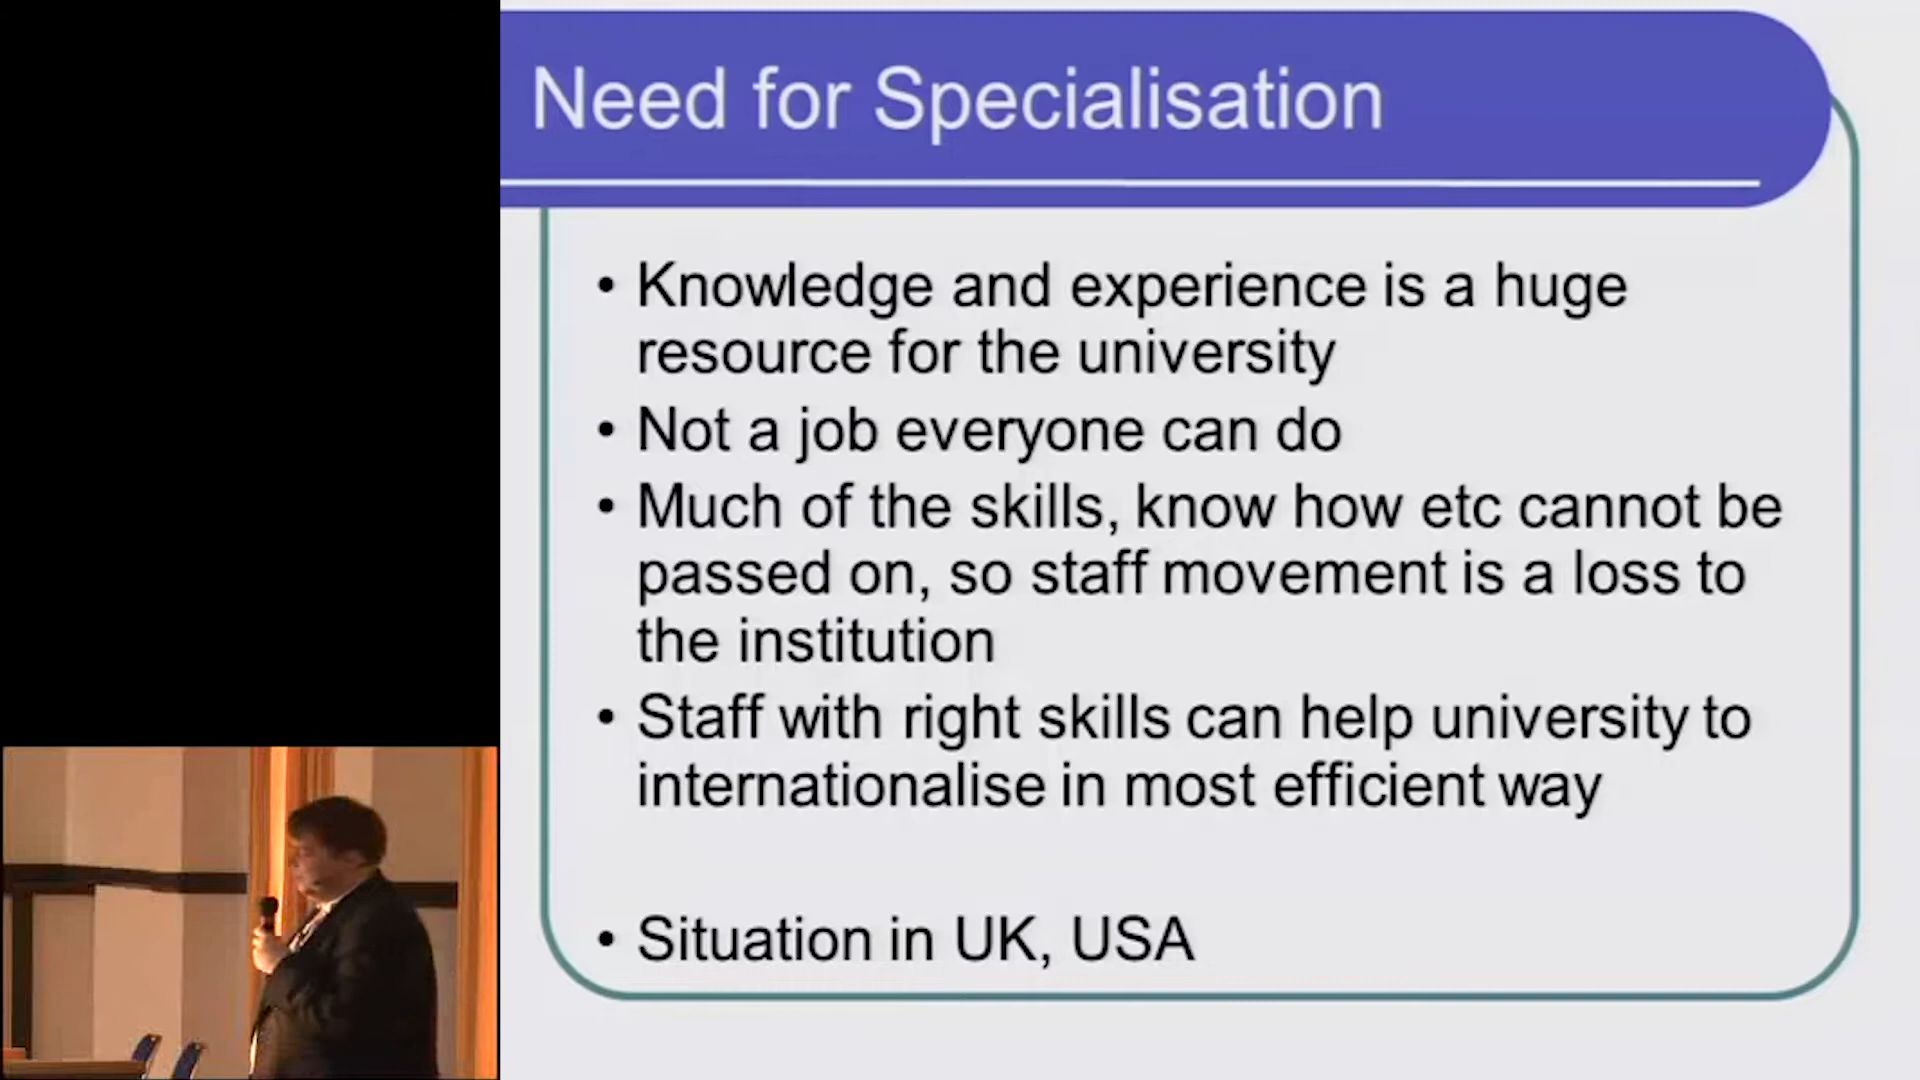 Need for Specialisation
• Knowledge and experience is a huge
resource for the university
• Not a job everyone can do
• Much of the skills, know how etc cannot be
passed on, so staff movement is a loss to
the institution
• Staff with right skills can help university to
internationalise in most efficient way
• Situation in UK, USA